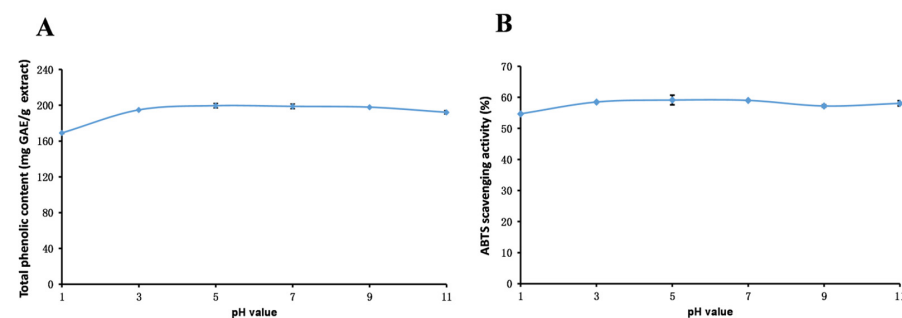 A
Total phenolic content (mg GAE/g extract)
240
200
160
120
80
40
0
1 3 5 7 9 11
pH value
B
ABTS scavenging activity (%)
70
60
50
40
30
20
10
0
1 3 5 7 9 11
pH value